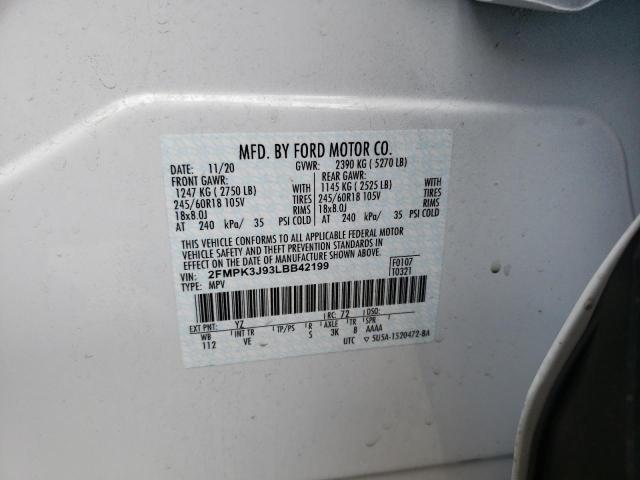 MFD. BY FORD MOTOR CO.
DATE: 11/20 GVWR: 2390 KG ( 5270 LB)
FRONT GAWR: REAR GAWR:
1247 KG ( 2750 LB) WITH 1145 KG ( 2525 LB) WITH
245/60R18 105V TIRES 245/60R18 105V TIRES
18x8.0J RIMS 18x8.0J RIMS
AT 240 kPa/ 35 PSI COLD AT 240 kPa/ 35 PSI COLD
THIS VEHICLE CONFORMS TO ALL APPLICABLE FEDERAL MOTOR
VEHICLE SAFETY AND THEFT PREVENTION STANDARDS IN
EFFECT ON THE DATE OF MANUFACTURE SHOWN ABOVE.
VIN: 2FMPK3J93LBB42199 F0107
TYPE: MPV 10321
EXT PNT: YZ RC: 72 DSO:
WB INT TR TP/PS R AXLE TR SPR
112 VE 5 3K 8 AAAA
UTC ▽ 5U5A-1520472-BA